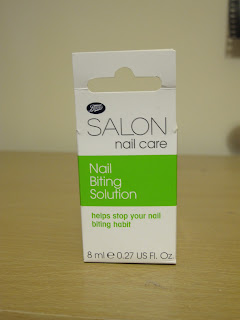 Boots
SALON
nail care
Nail
Biting
Solution
helps stop your nail
biting habit
8 ml ℮ 0.27 US Fl. Oz.